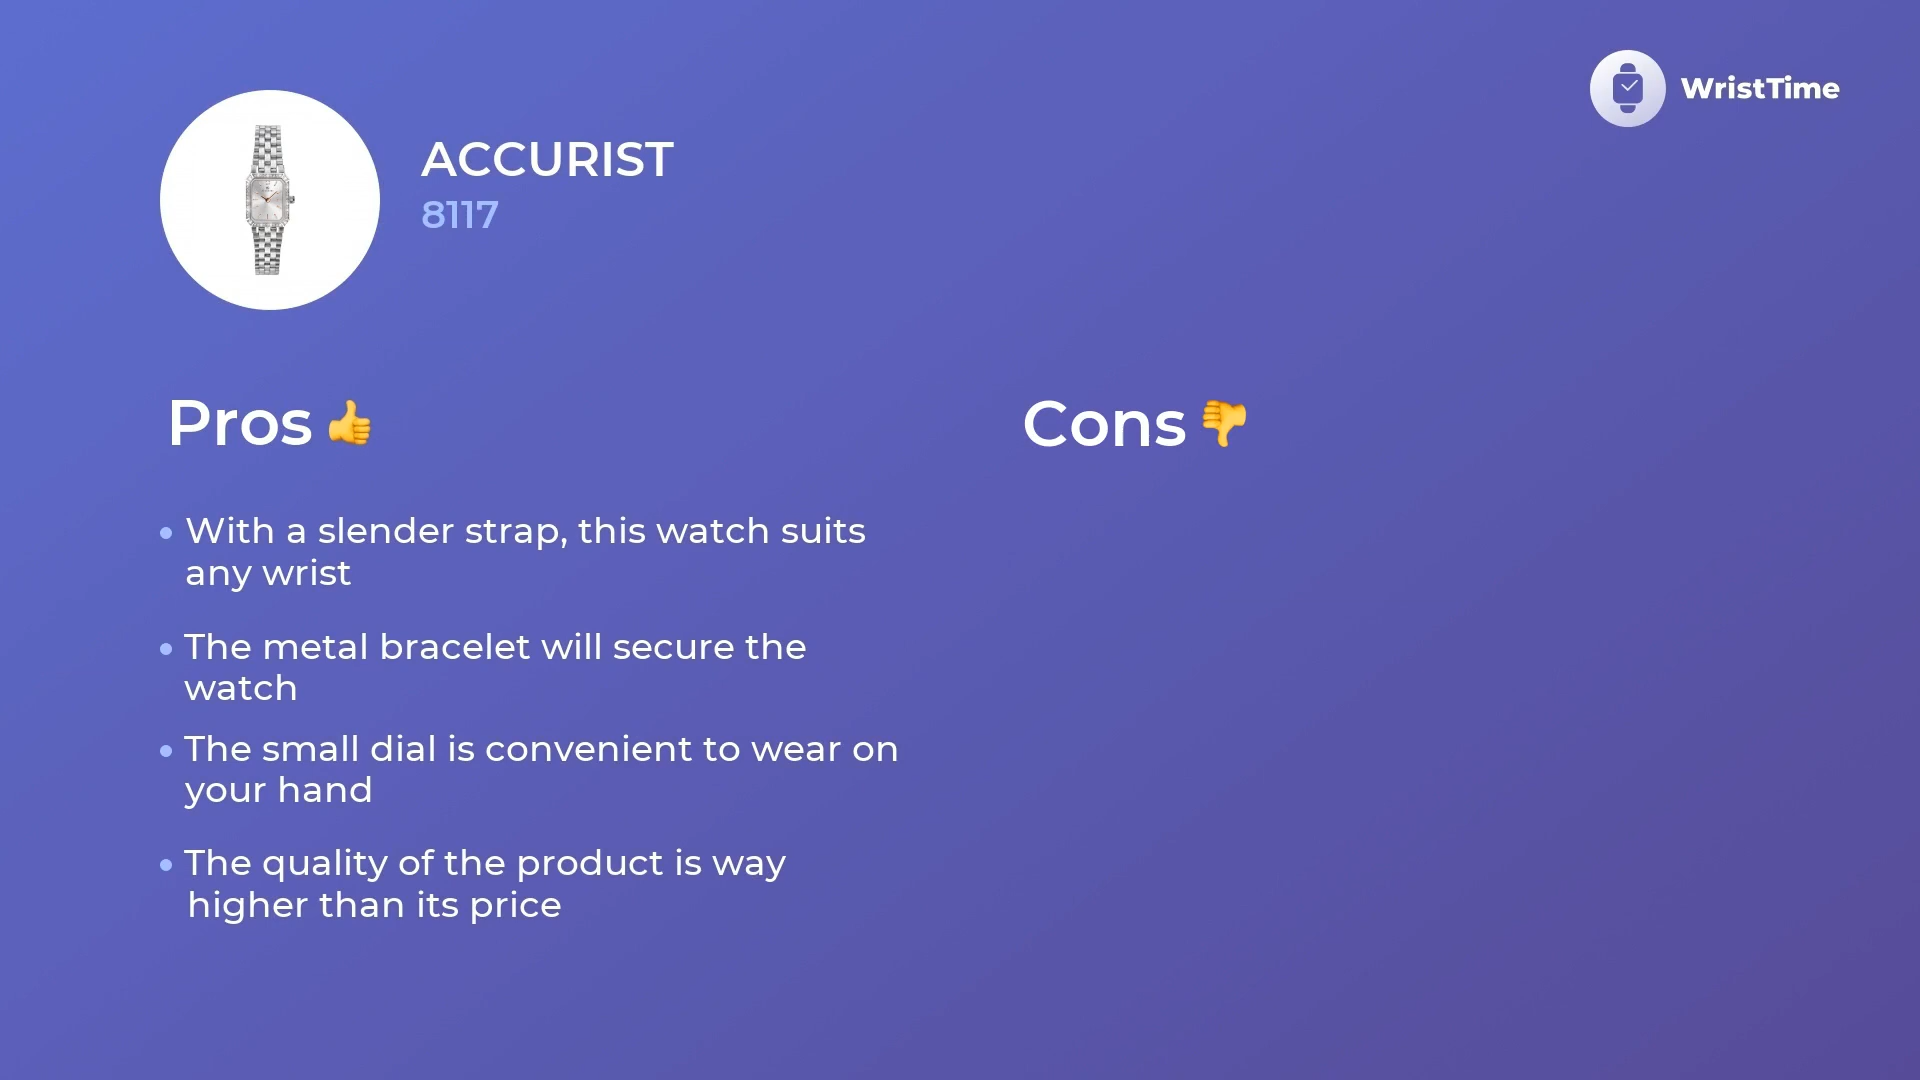 WristTime
ACCURIST
8117
Pros 👍
With a slender strap, this watch suits
any wrist
The metal bracelet will secure the
watch
The small dial is convenient to wear on
your hand
The quality of the product is way
higher than its price
Cons 👎